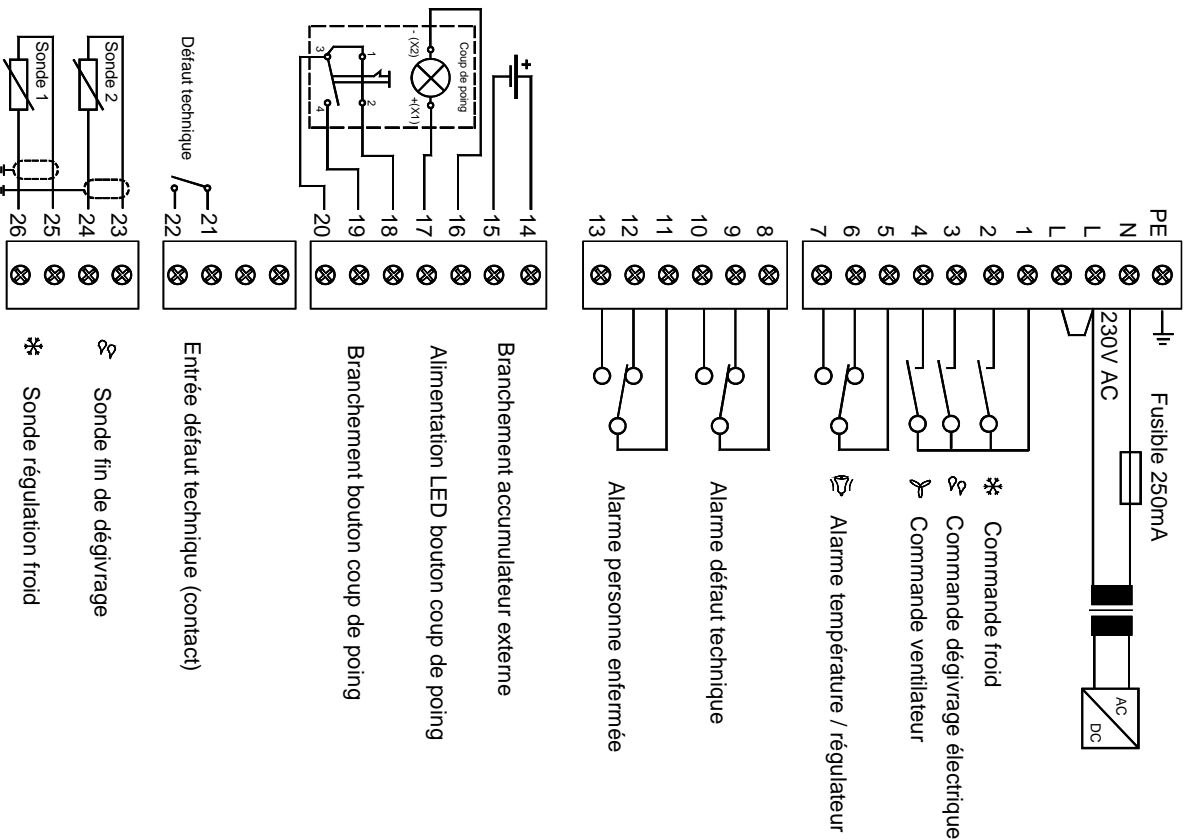 PE
N
L
L
1
2
3
4
5
6
7
230V AC
Fusible 250mA
AC
DC
Commande froid
Commande dégivrage électrique
Commande ventilateur
Alarme température / régulateur
8
9
10
11
12
13
Alarme défaut technique
Alarme personne enfermée
+
14
15
16
17
18
19
20
Coup de poing
- (X2)
+(X1)
1
2
3
4
Branchement accumulateur externe
Alimentation LED bouton coup de poing
Branchement bouton coup de poing
Défaut technique
21
22
Entrée défaut technique (contact)
Sonde 2
Sonde 1
23
24
25
26
Sonde fin de dégivrage
Sonde régulation froid